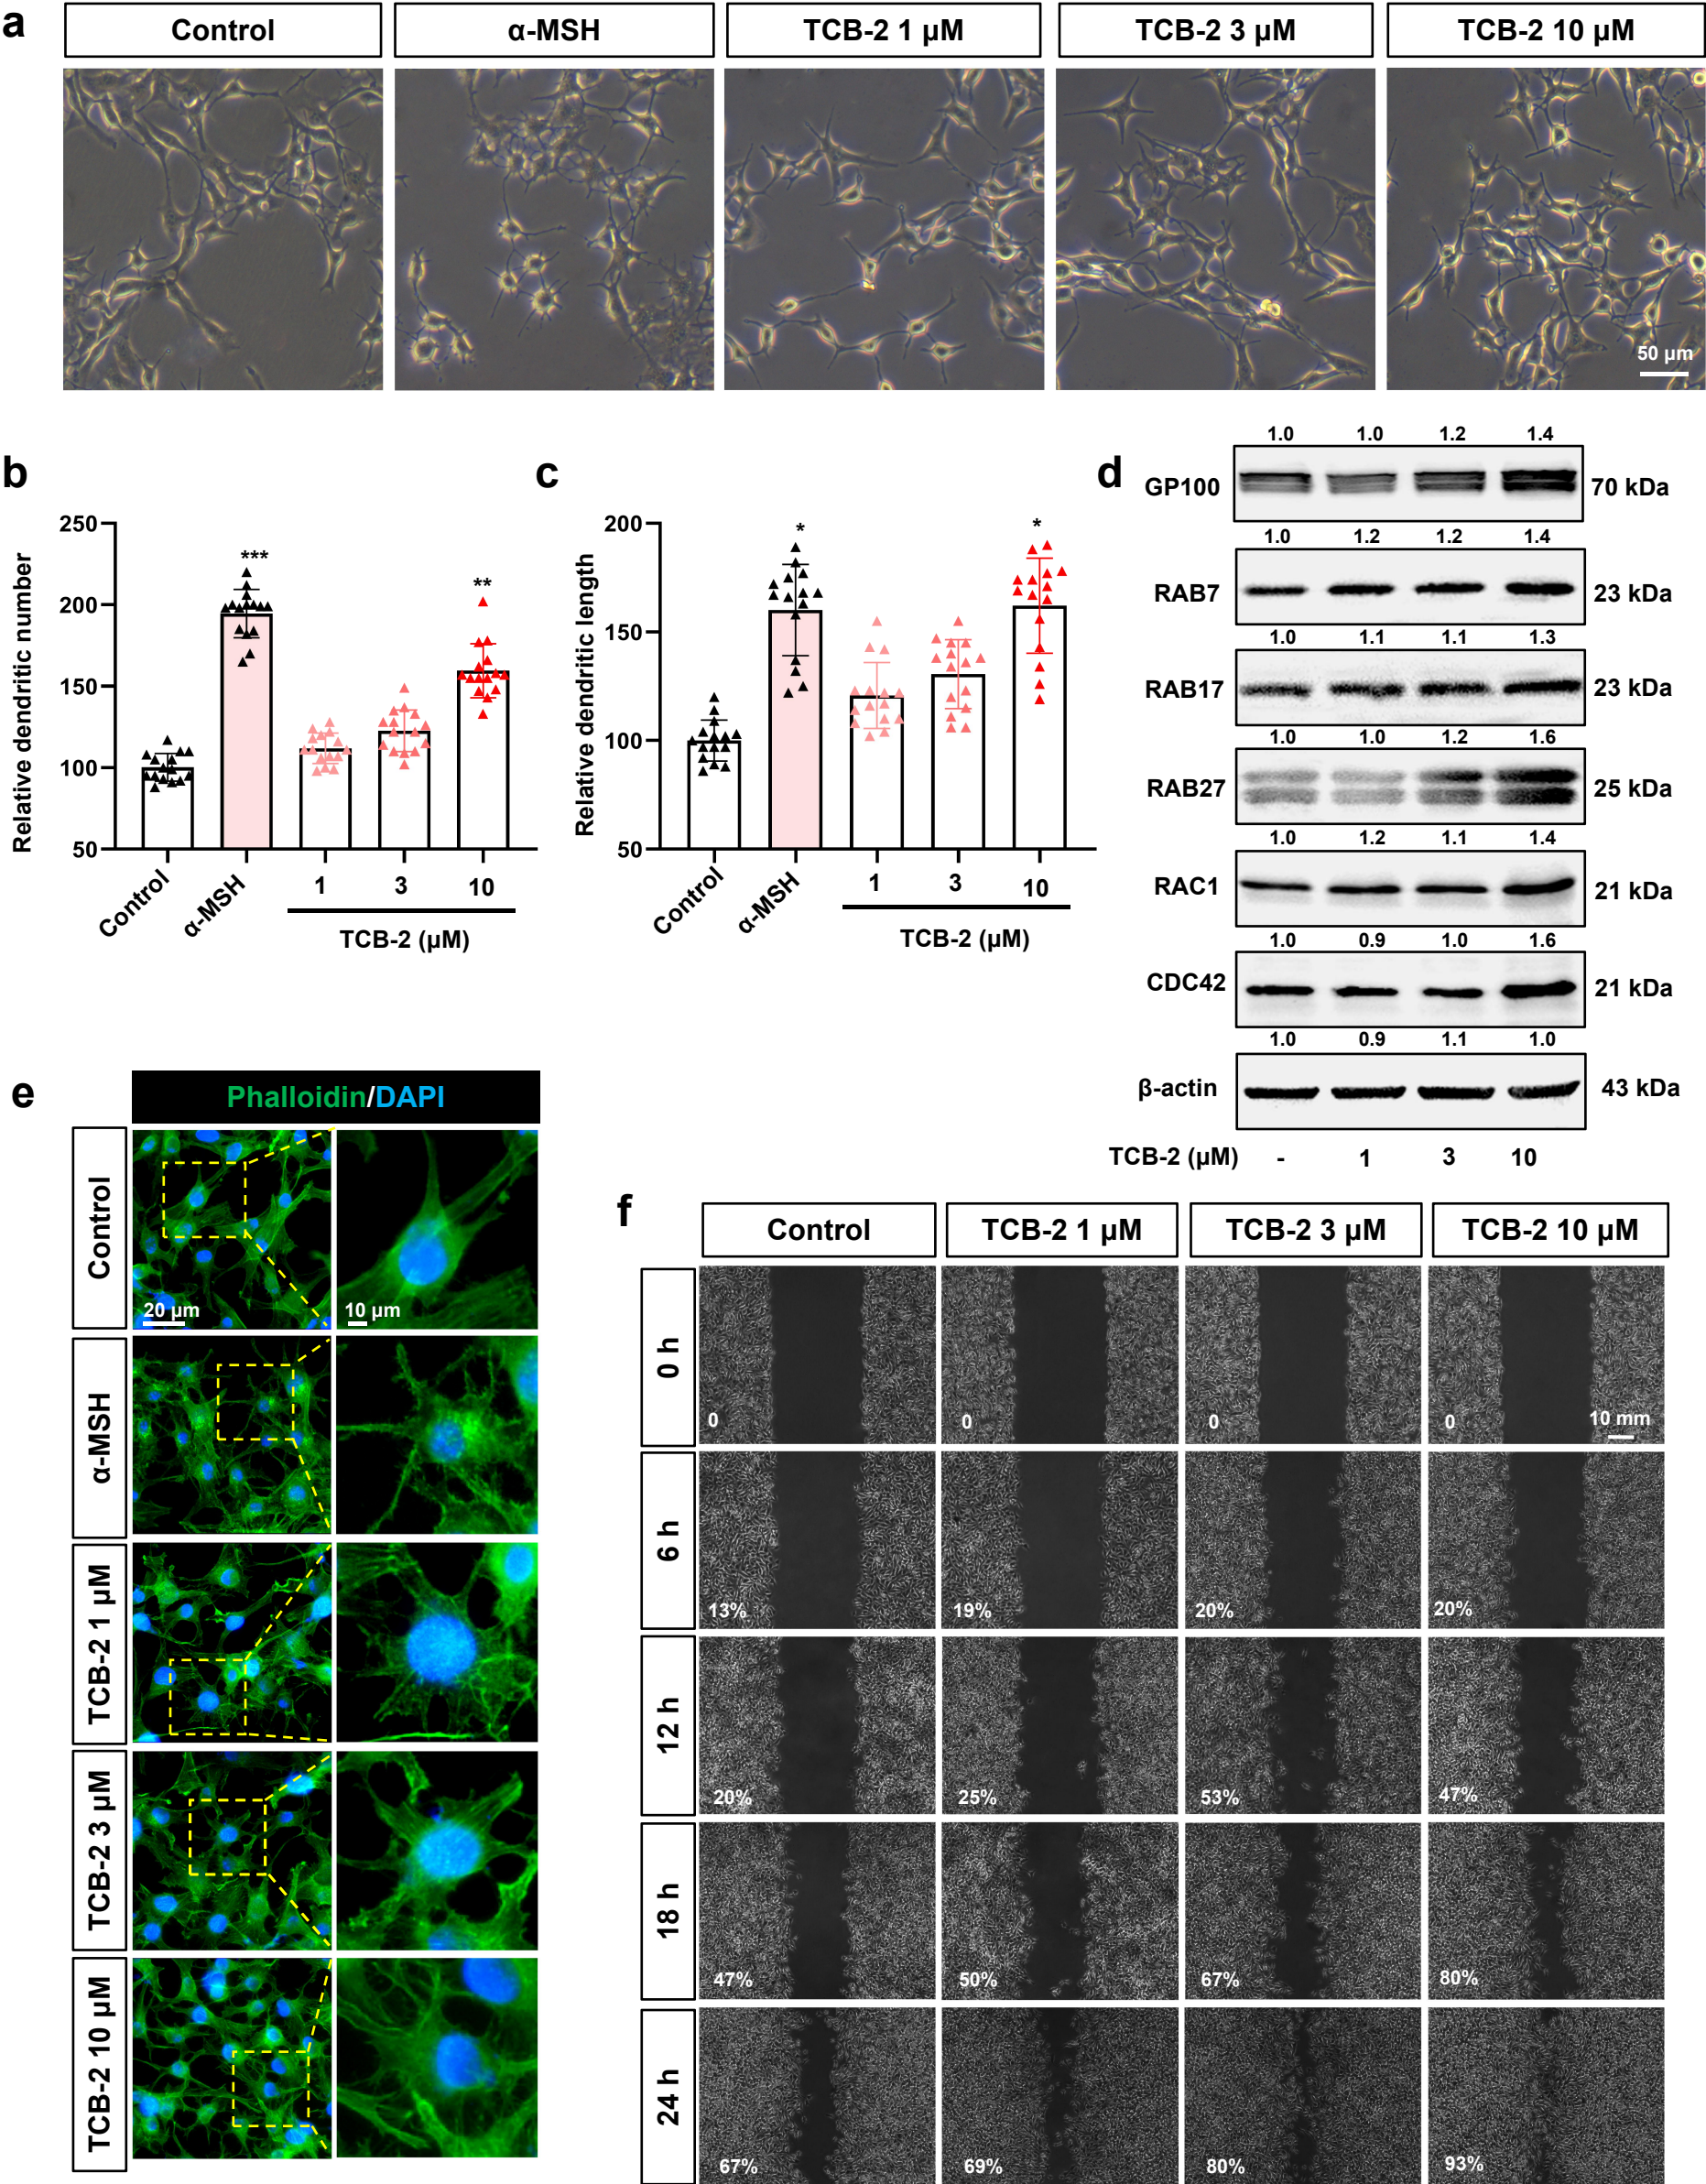 a
Control
α-MSH
TCB-2 1 µM
TCB-2 3 µM
TCB-2 10 µM
50 µm
b
Relative dendritic number
250
200
150
100
50
***
**
Control
α-MSH
1
3
10
TCB-2 (µM)
c
Relative dendritic length
200
150
100
50
*
*
Control
α-MSH
1
3
10
TCB-2 (µM)
d
1.0 1.0 1.2 1.4
GP100 70 kDa
1.0 1.2 1.2 1.4
RAB7 23 kDa
1.0 1.1 1.1 1.3
RAB17 23 kDa
1.0 1.0 1.2 1.6
RAB27 25 kDa
1.0 1.2 1.1 1.4
RAC1 21 kDa
1.0 0.9 1.0 1.6
CDC42 21 kDa
1.0 0.9 1.1 1.0
β-actin 43 kDa
TCB-2 (µM) - 1 3 10
e
Phalloidin/DAPI
Control
20 µm
10 µm
α-MSH
TCB-2 1 µM
TCB-2 3 µM
TCB-2 10 µM
f
Control
TCB-2 1 µM
TCB-2 3 µM
TCB-2 10 µM
0 h
0 0 0 0
10 mm
6 h
13% 19% 20% 20%
12 h
20% 25% 53% 47%
18 h
47% 50% 67% 80%
24 h
67% 69% 80% 93%